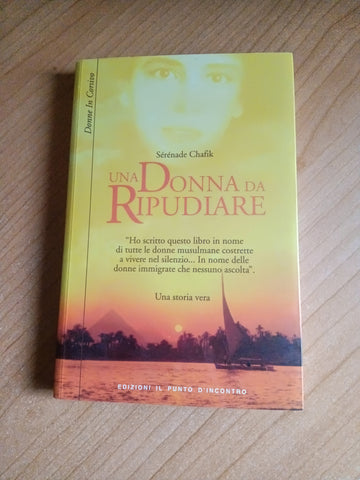 Donne In Corsivo
Sérénade Chafik
UNA DONNA DA
RIPUDIARE
"Ho scritto questo libro in nome
di tutte le donne musulmane costrette
a vivere nel silenzio... In nome delle
donne immigrate che nessuno ascolta".
Una storia vera
EDIZIONI IL PUNTO D'INCONTRO